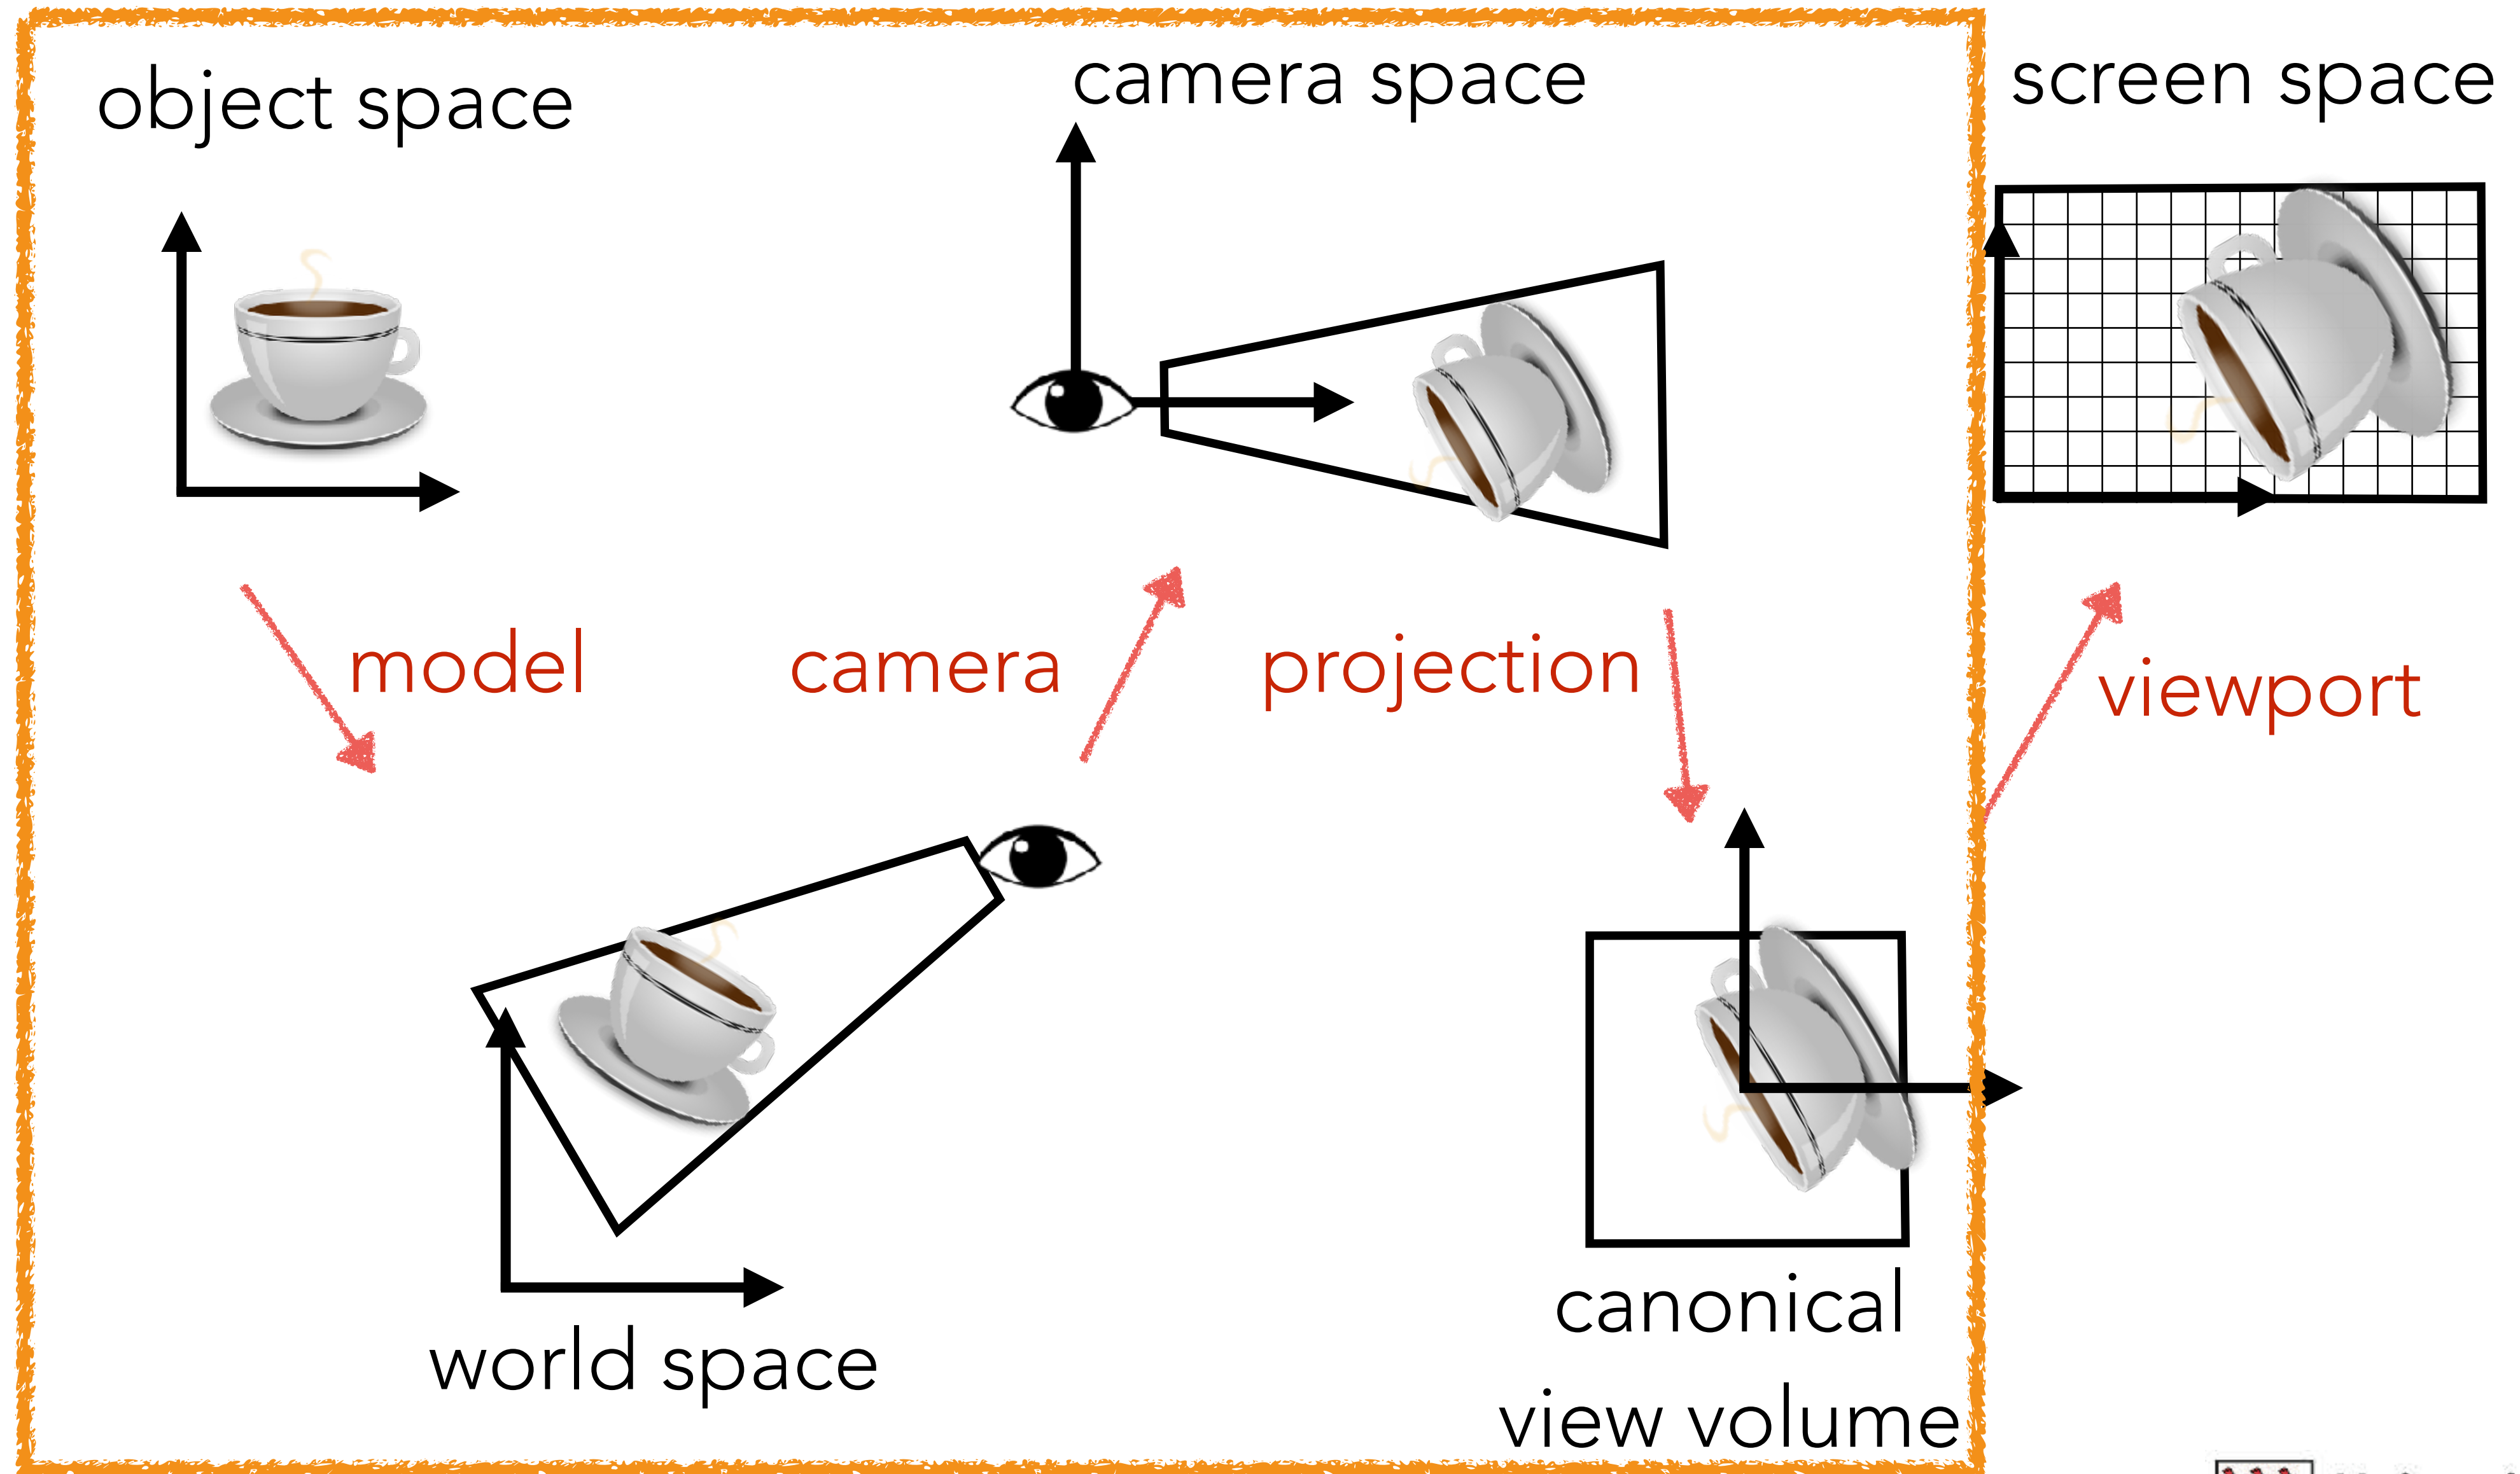 object space
camera space
screen space
model
camera
projection
viewport
world space
canonical
view volume